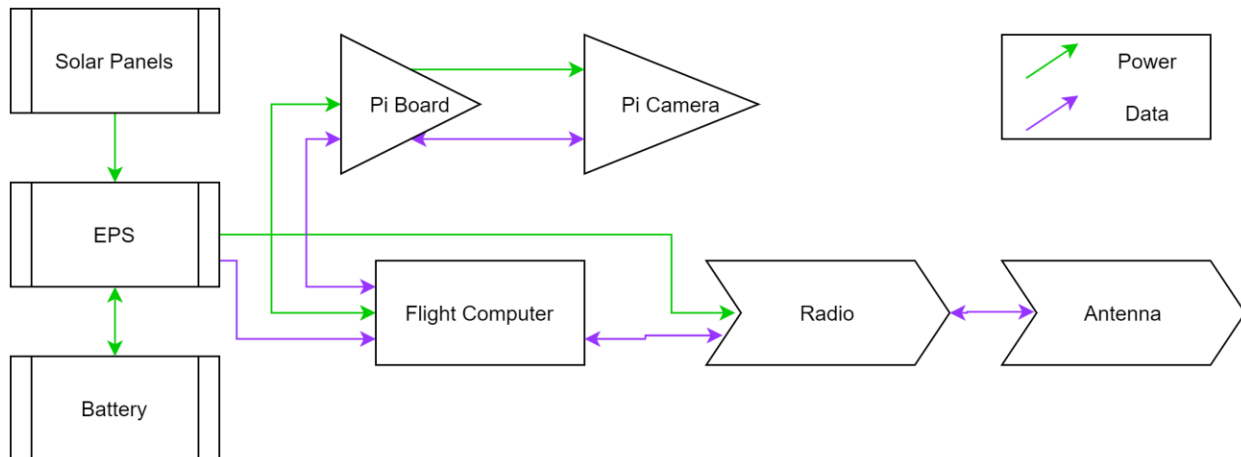 Solar Panels
Pi Board
Pi Camera
Power
Data
EPS
Flight Computer
Radio
Antenna
Battery